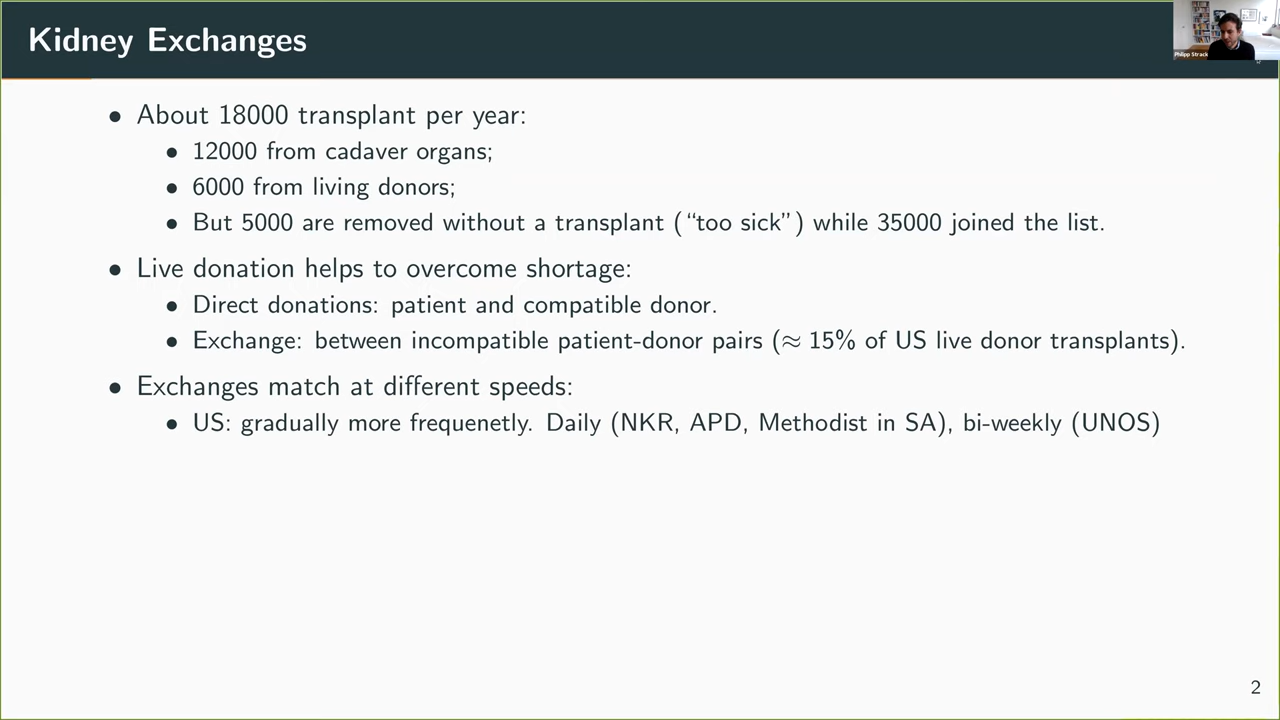 Kidney Exchanges
Philipp Strack
• About 18000 transplant per year:
• 12000 from cadaver organs;
• 6000 from living donors;
• But 5000 are removed without a transplant (“too sick”) while 35000 joined the list.
• Live donation helps to overcome shortage:
• Direct donations: patient and compatible donor.
• Exchange: between incompatible patient-donor pairs (≈ 15% of US live donor transplants).
• Exchanges match at different speeds:
• US: gradually more frequenetly. Daily (NKR, APD, Methodist in SA), bi-weekly (UNOS)
2